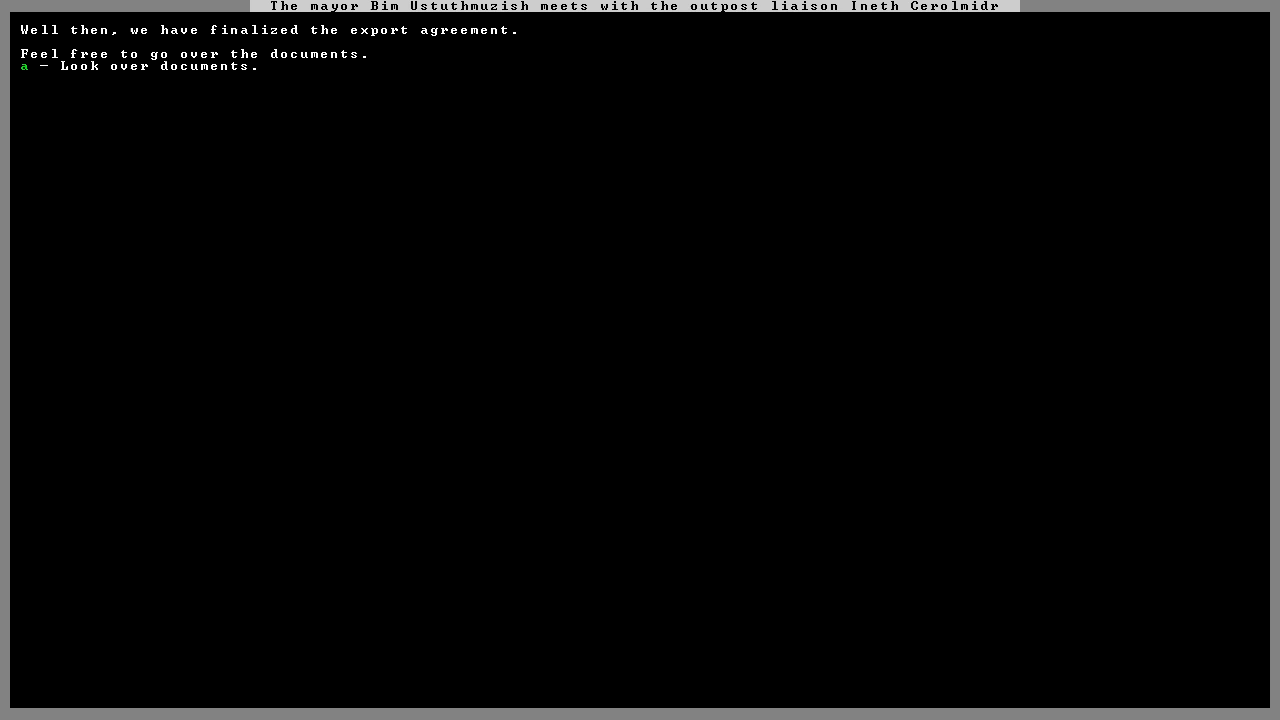 The mayor Bim Ustuthmuzish meets with the outpost liaison Ineth Cerolmidr
Well then, we have finalized the export agreement.
Feel free to go over the documents.
a - Look over documents.